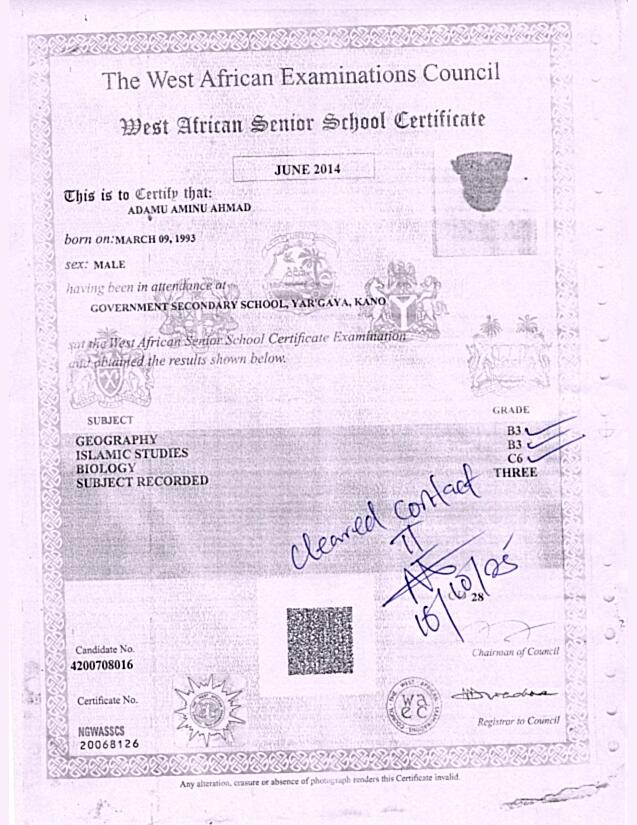 The West African Examinations Council
West African Senior School Certificate
JUNE 2014
This is to Certify that:
ADAMU AMINU AHMAD
born on: MARCH 09, 1993
sex: MALE
having been in attendance at
GOVERNMENT SECONDARY SCHOOL, YAR'GAYA, KANO
sat the West African Senior School Certificate Examination
and obtained the results shown below.
SUBJECT GRADE
GEOGRAPHY B3
ISLAMIC STUDIES B3
BIOLOGY C6
SUBJECT RECORDED THREE
cleared contact
28
Candidate No.
4200708016
Chairman of Council
Certificate No.
NGWASSCS
20068126
Registrar to Council
Any alteration, erasure or absence of photograph renders this Certificate invalid.